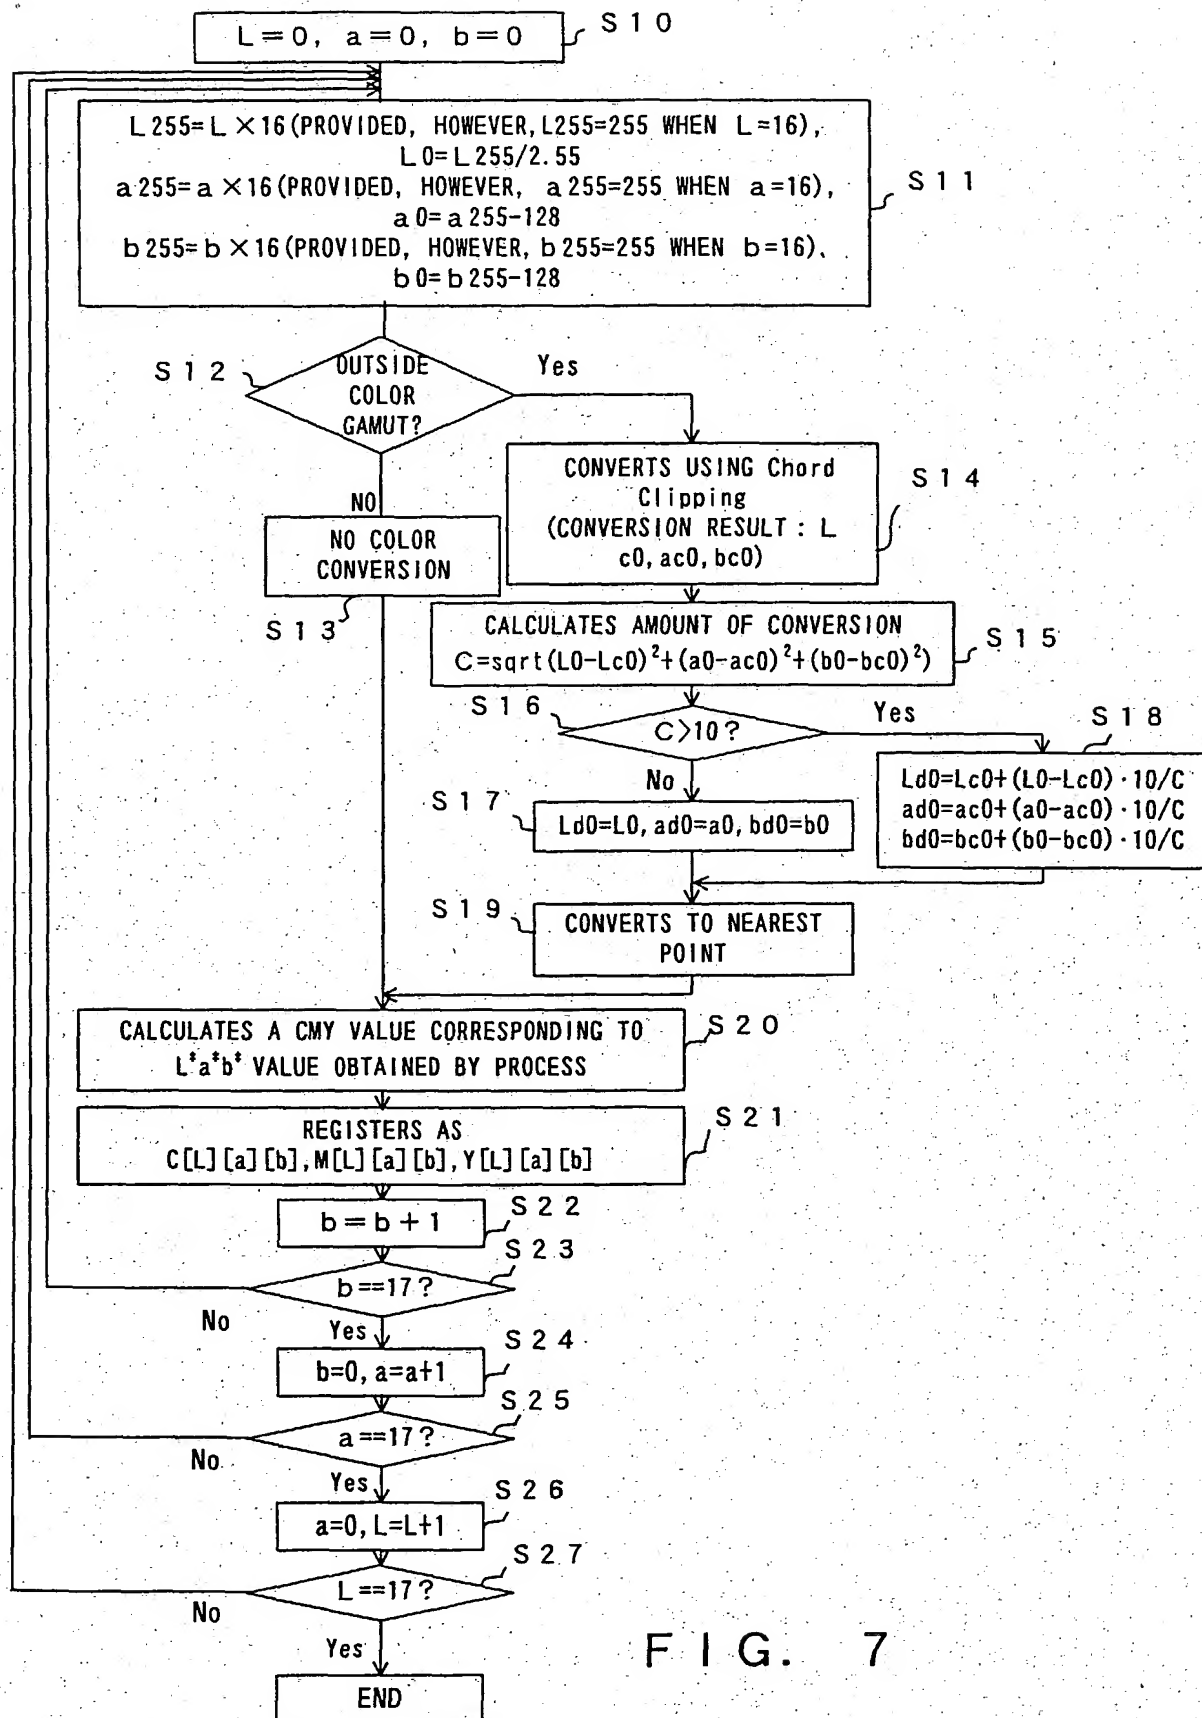 L=0, a=0, b=0
S10
L255=L×16(PROVIDED, HOWEVER, L255=255 WHEN L=16),
L0=L255/2.55
a255=a×16(PROVIDED, HOWEVER, a255=255 WHEN a=16),
a0=a255-128
b255=b×16(PROVIDED, HOWEVER, b255=255 WHEN b=16).
b0=b255-128
S11
S12
OUTSIDE
COLOR
GAMUT?
Yes
NO
NO COLOR
CONVERSION
S13
CONVERTS USING Chord
Clipping
(CONVERSION RESULT : L
c0, ac0, bc0)
S14
CALCULATES AMOUNT OF CONVERSION
C=sqrt(L0-Lc0)²+(a0-ac0)²+(b0-bc0)²)
S15
S16
C>10?
Yes
No
S17
Ld0=L0, ad0=a0, bd0=b0
S18
Ld0=Lc0+(L0-Lc0)·10/C
ad0=ac0+(a0-ac0)·10/C
bd0=bc0+(b0-bc0)·10/C
S19
CONVERTS TO NEAREST
POINT
CALCULATES A CMY VALUE CORRESPONDING TO
L*a*b* VALUE OBTAINED BY PROCESS
S20
REGISTERS AS
C[L][a][b], M[L][a][b], Y[L][a][b]
S21
b=b+1
S22
b==17?
S23
No
Yes
b=0, a=a+1
S24
a==17?
S25
No
Yes
a=0, L=L+1
S26
L==17?
S27
No
Yes
END
FIG. 7